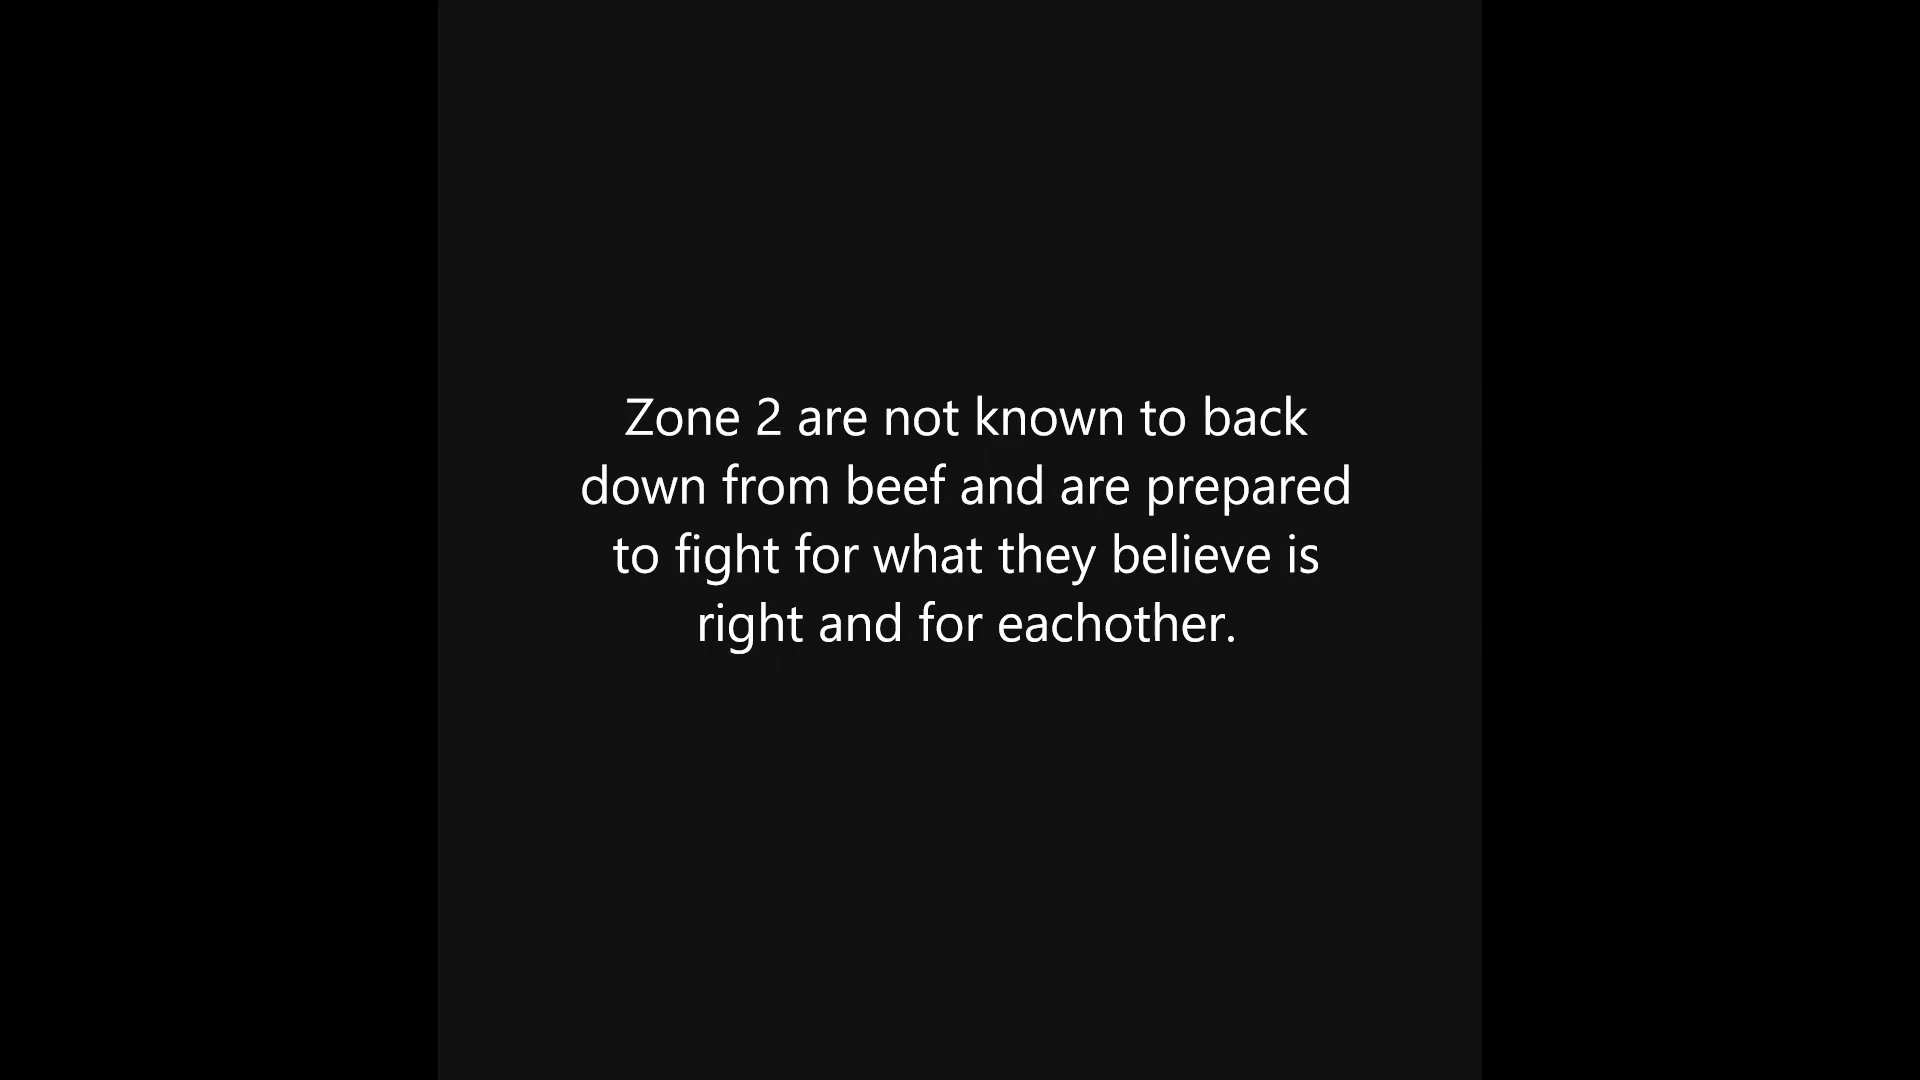 Zone 2 are not known to back
down from beef and are prepared
to fight for what they believe is
right and for eachother.